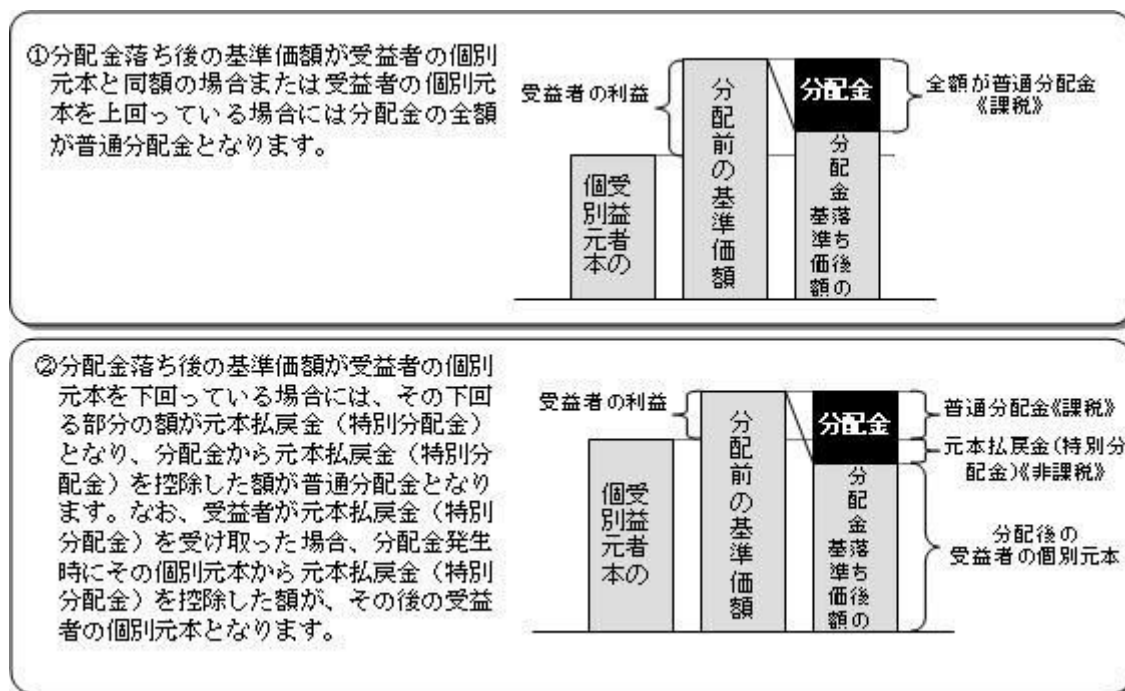 ①分配金落ち後の基準価額が受益者の個別
元本と同額の場合または受益者の個別元
本を上回っている場合には分配金の全額
が普通分配金となります。
受益者の利益
受益者の
個別元本
分配前の基準価額
分配金
分配金落ち後の
基準価額
全額が普通分配金
《課税》
②分配金落ち後の基準価額が受益者の個別
元本を下回っている場合には、その下回
る部分の額が元本払戻金（特別分配金）
となり、分配金から元本払戻金（特別分
配金）を控除した額が普通分配金となり
ます。なお、受益者が元本払戻金（特別
分配金）を受け取った場合、分配金発生
時にその個別元本から元本払戻金（特別
分配金）を控除した額が、その後の受益
者の個別元本となります。
受益者の利益
受益者の
個別元本
分配前の基準価額
分配金
分配金落ち後の
基準価額
普通分配金《課税》
元本払戻金(特別分
配金)《非課税》
分配後の
受益者の個別元本